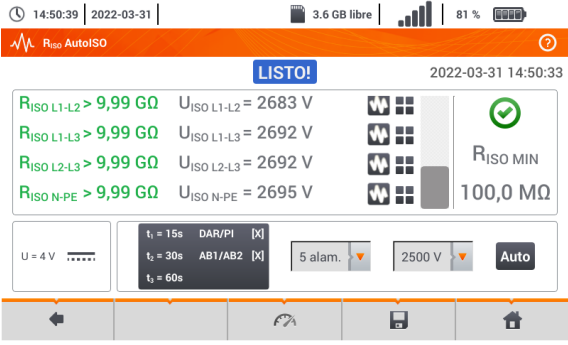 14:50:39 2022-03-31 3.6 GB libre 81 %
RISO AutoISO
LISTO! 2022-03-31 14:50:33
RISO L1-L2 > 9,99 GΩ UISO L1-L2 = 2683 V
RISO L1-L3 > 9,99 GΩ UISO L1-L3 = 2692 V
RISO L2-L3 > 9,99 GΩ UISO L2-L3 = 2692 V
RISO N-PE > 9,99 GΩ UISO N-PE = 2695 V
RISO MIN
100,0 MΩ
U = 4 V
t1 = 15s DAR/PI [X]
t2 = 30s AB1/AB2 [X]
t3 = 60s
5 alam. 2500 V Auto